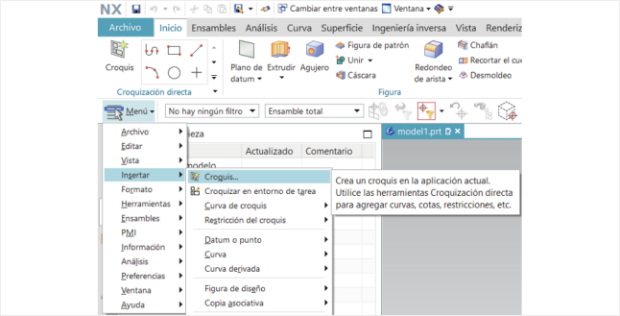 NX
Cambiar entre ventanas
Ventana
Archivo
Inicio
Ensambles
Análisis
Curva
Superficie
Ingeniería inversa
Vista
Renderiz
Croquis
Plano de datum
Extrudir
Agujero
Figura de patrón
Unir
Cáscara
Redondeo de arista
Chaflán
Recortar el cue
Desmoldeo
Croquización directa
Figura
Menú
No hay ningún filtro
Ensamble total
ieza
model1.prt
Actualizado
Comentario
modelo
Archivo
Editar
Vista
Insertar
Formato
Herramientas
Ensambles
PMI
Información
Análisis
Preferencias
Ventana
Ayuda
Croquis...
Croquizar en entorno de tarea
Curva de croquis
Restricción del croquis
Datum o punto
Curva
Curva derivada
Figura de diseño
Copia asociativa
Crea un croquis en la aplicación actual.
Utilice las herramientas Croquización directa
para agregar curvas, cotas, restricciones, etc.